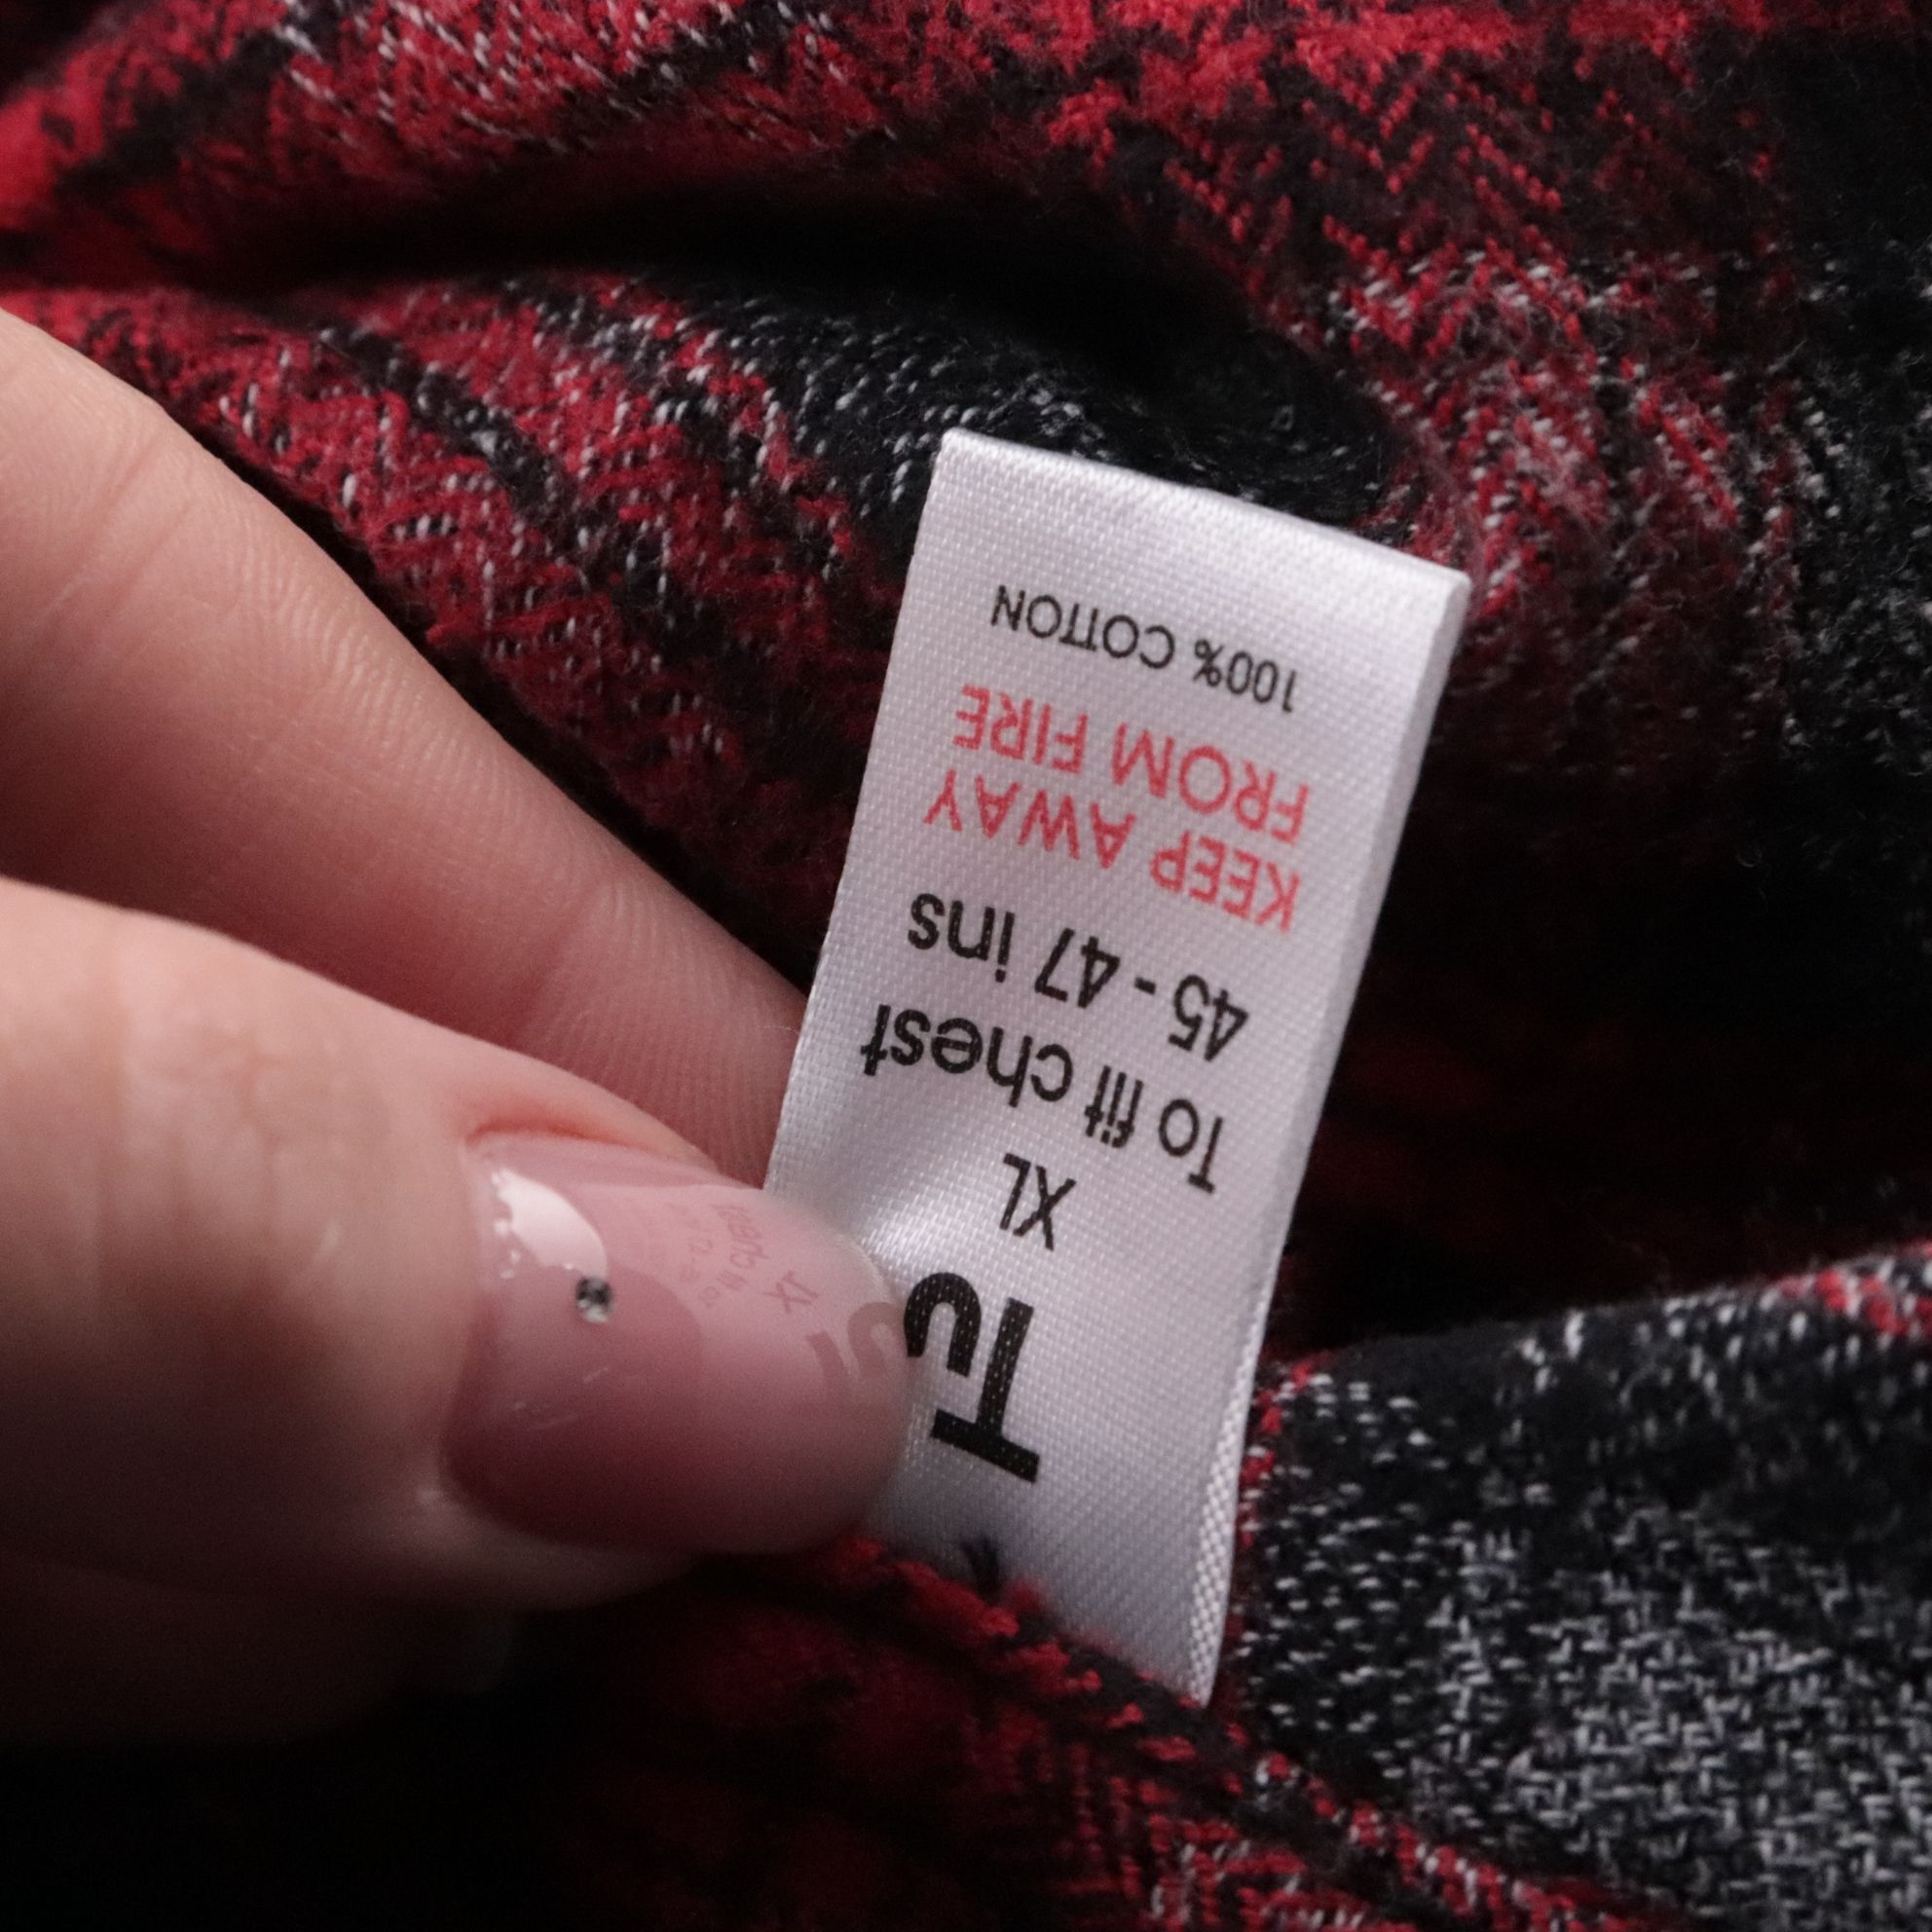 Tu
XL
To fit chest
45 - 47 ins
KEEP AWAY
FROM FIRE
100% COTTON